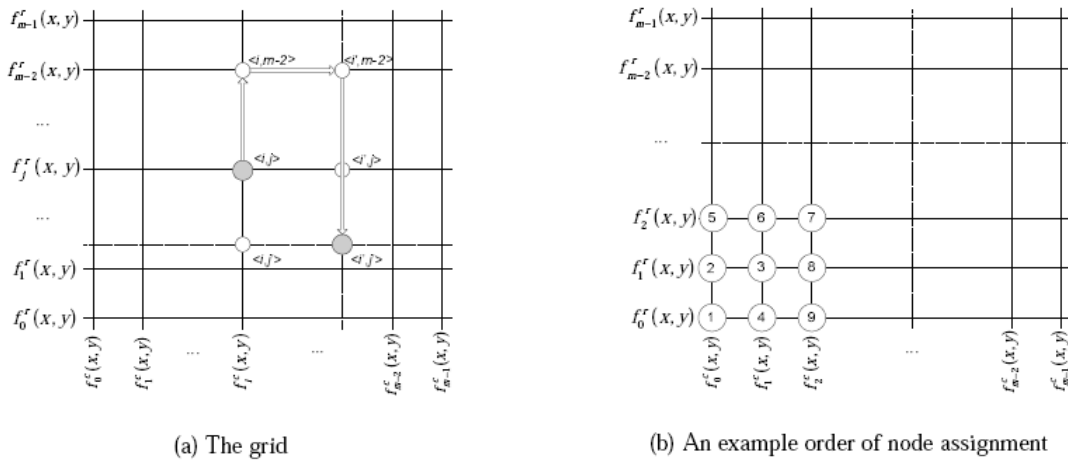 f^r_{m-1}(x, y)
<i,m-2> <i',m-2>
f^r_{m-2}(x, y)
...
<i,j> <i',j>
f^r_j(x, y)
...
<i,j> <i',j>
f^r_1(x, y)
f^r_0(x, y)
... ...
f^c_0(x, y) f^c_1(x, y) f^c_i(x, y) f^c_{m-2}(x, y) f^c_{m-1}(x, y)
(a) The grid
f^r_{m-1}(x, y)
f^r_{m-2}(x, y)
...
f^r_2(x, y) 5 6 7
f^r_1(x, y) 2 3 8
f^r_0(x, y) 1 4 9
...
f^c_0(x, y) f^c_1(x, y) f^c_2(x, y) f^c_{m-2}(x, y) f^c_{m-1}(x, y)
(b) An example order of node assignment